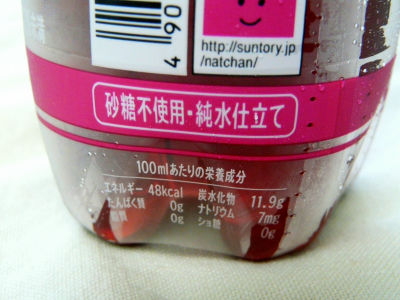 4 906
http://suntory.jp
/natchan/
砂糖不使用・純水仕立て
100mlあたりの栄養成分
エネルギー 48kcal 炭水化物 11.9g
たんぱく質 0g ナトリウム 7mg
脂質 0g ショ糖 0g